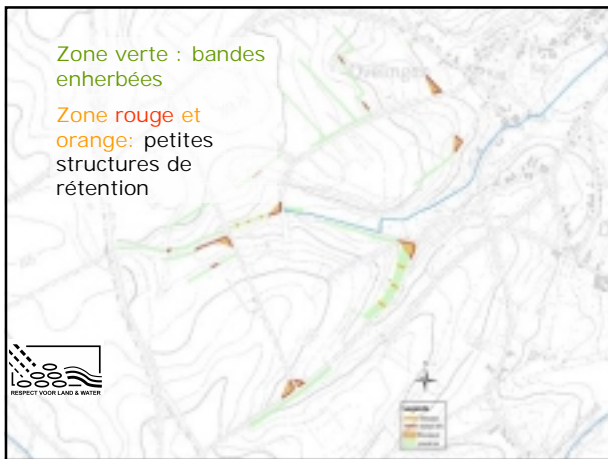 Zone verte : bandes
enherbées
Zone rouge et
orange: petites
structures de
rétention
RESPECT VOOR LAND & WATER